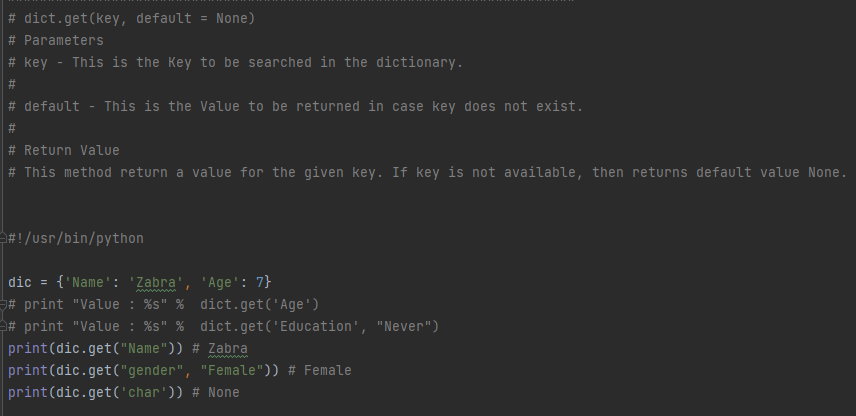 # dict.get(key, default = None)
# Parameters
# key - This is the Key to be searched in the dictionary.
#
# default - This is the Value to be returned in case key does not exist.
#
# Return Value
# This method return a value for the given key. If key is not available, then returns default value None.
#!/usr/bin/python
dic = {'Name': 'Zabra', 'Age': 7}
# print "Value : %s" %  dict.get('Age')
# print "Value : %s" %  dict.get('Education', "Never")
print(dic.get("Name")) # Zabra
print(dic.get("gender", "Female")) # Female
print(dic.get('char')) # None